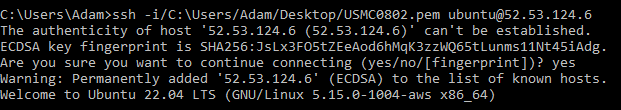 C:\Users\Adam>ssh -i/C:\Users/Adam/Desktop/USMC0802.pem ubuntu@52.53.124.6
The authenticity of host '52.53.124.6 (52.53.124.6)' can't be established.
ECDSA key fingerprint is SHA256:JsLx3FO5tZEeAod6hMqK3zzWQ65tLunms11Nt45iAdg.
Are you sure you want to continue connecting (yes/no/[fingerprint])? yes
Warning: Permanently added '52.53.124.6' (ECDSA) to the list of known hosts.
Welcome to Ubuntu 22.04 LTS (GNU/Linux 5.15.0-1004-aws x86_64)